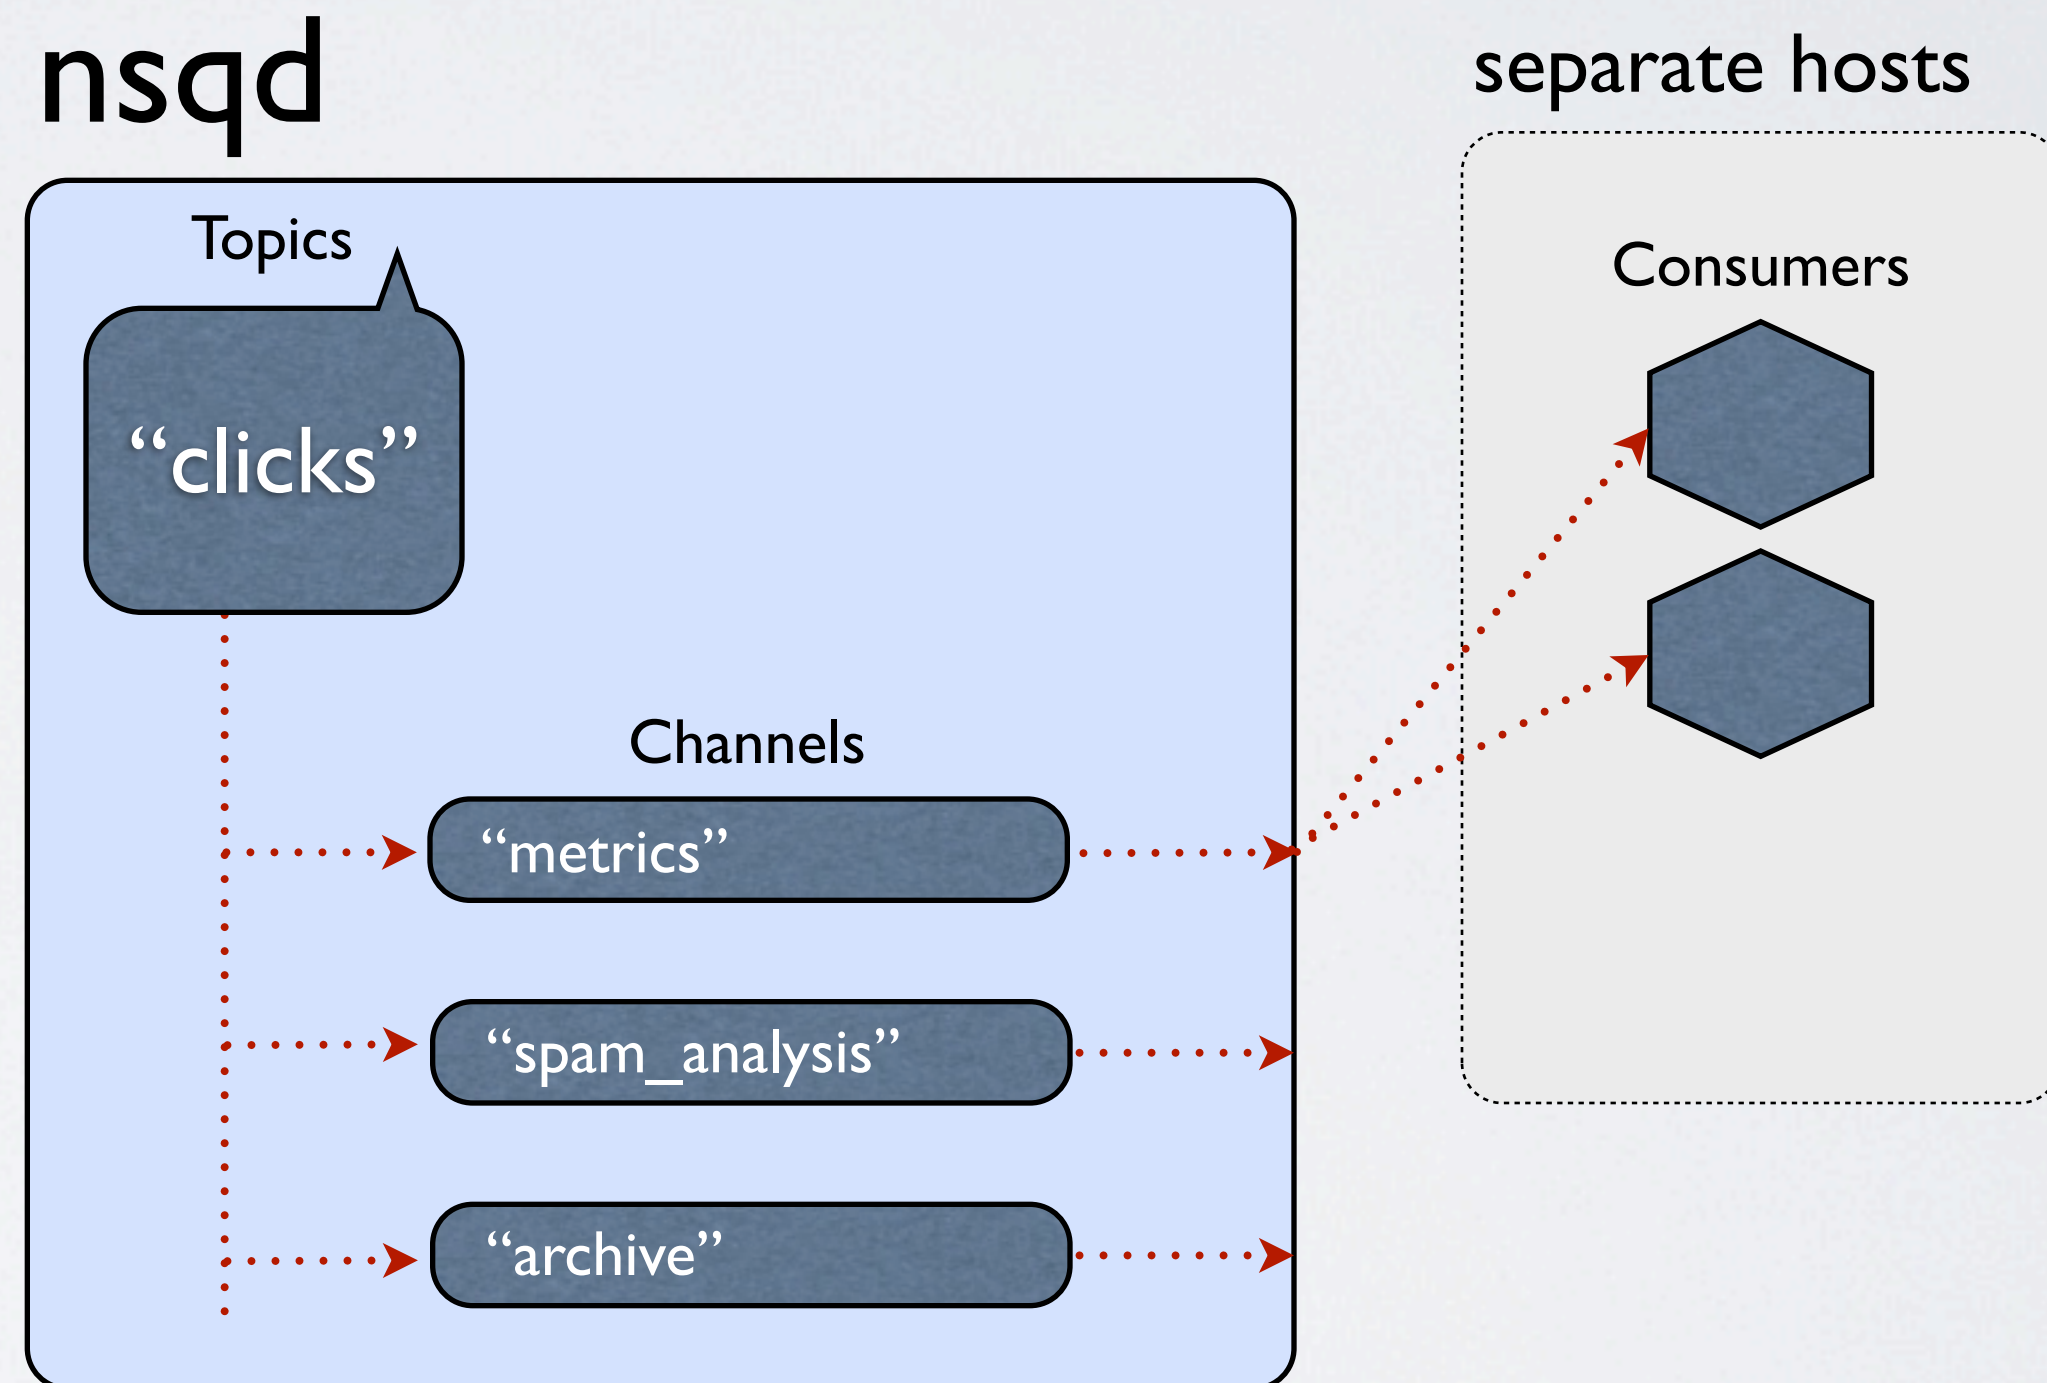 nsqd
separate hosts
Topics
“clicks”
Consumers
Channels
“metrics”
“spam_analysis”
“archive”